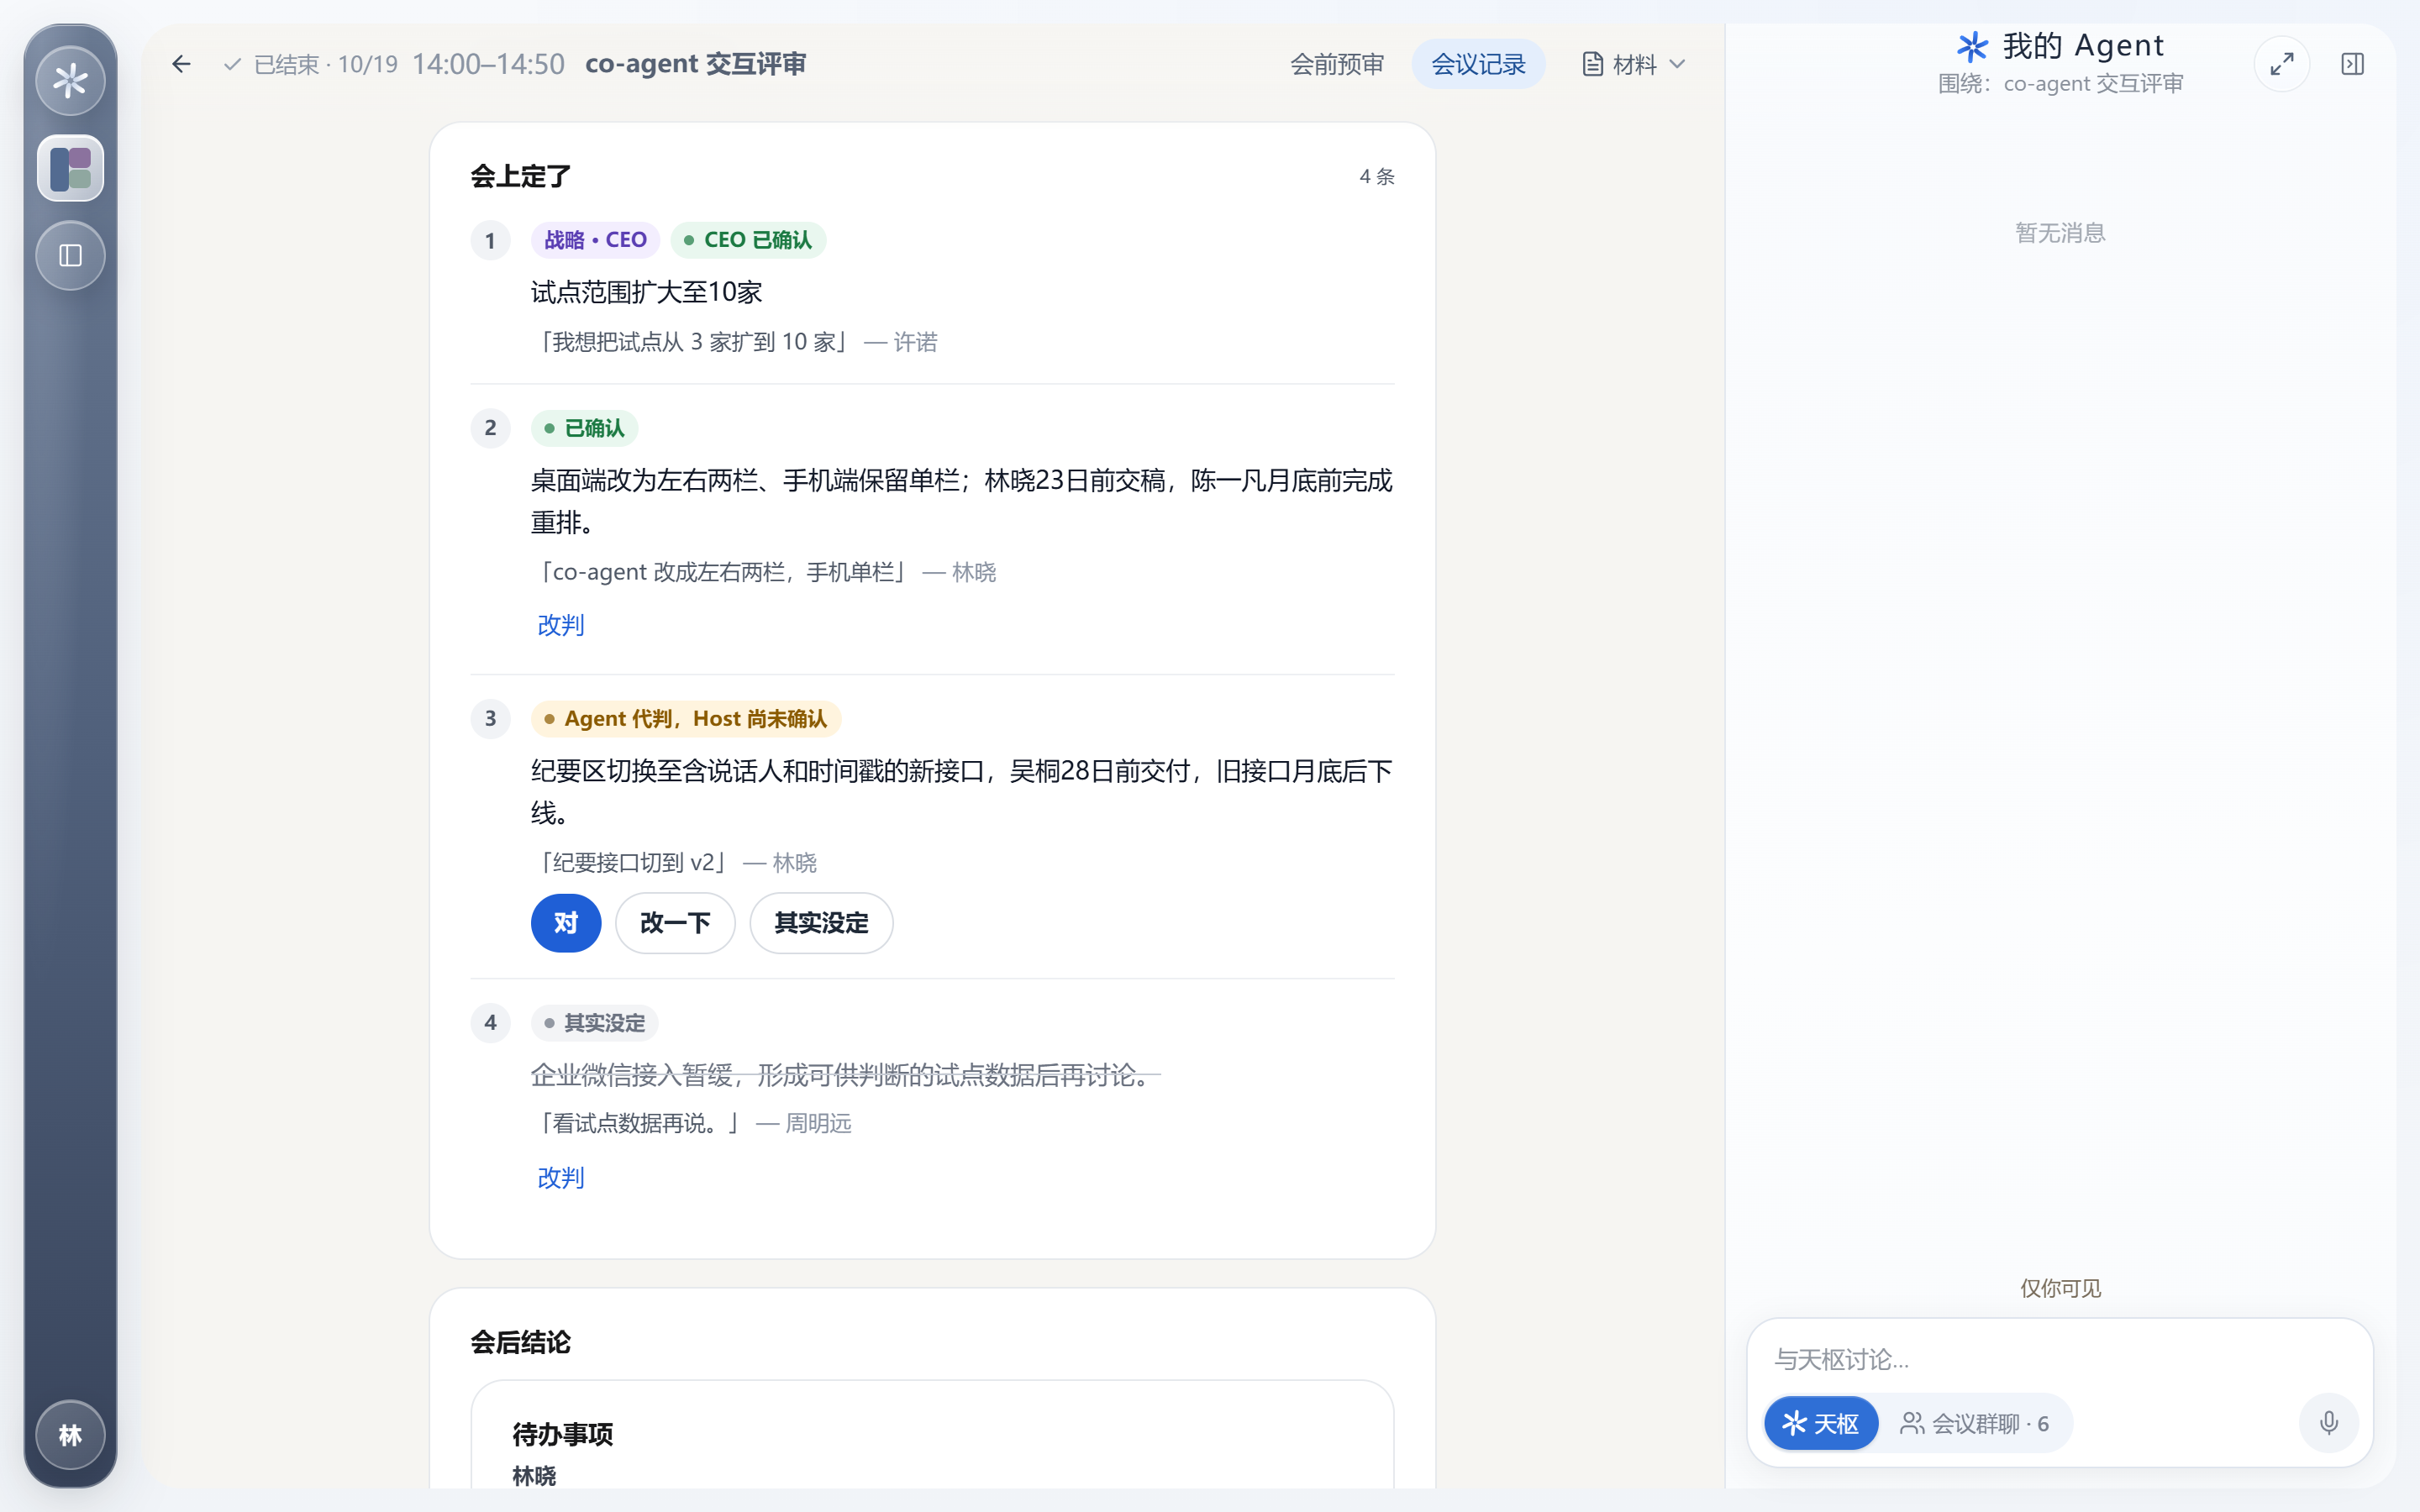 已结束 · 10/19 14:00–14:50 co-agent 交互评审
会前预审
会议记录
材料
会上定了
4 条
1
战略 • CEO
CEO 已确认
试点范围扩大至10家
「我想把试点从 3 家扩到 10 家」 — 许诺
2
已确认
桌面端改为左右两栏、手机端保留单栏；林晓23日前交稿，陈一凡月底前完成
重排。
「co-agent 改成左右两栏，手机单栏」 — 林晓
改判
3
Agent 代判，Host 尚未确认
纪要区切换至含说话人和时间戳的新接口，吴桐28日前交付，旧接口月底后下
线。
「纪要接口切到 v2」 — 林晓
对
改一下
其实没定
4
其实没定
企业微信接入暂缓，形成可供判断的试点数据后再讨论。
「看试点数据再说。」 — 周明远
改判
会后结论
待办事项
林晓
林
我的 Agent
围绕：co-agent 交互评审
暂无消息
仅你可见
与天枢讨论...
天枢
会议群聊 · 6